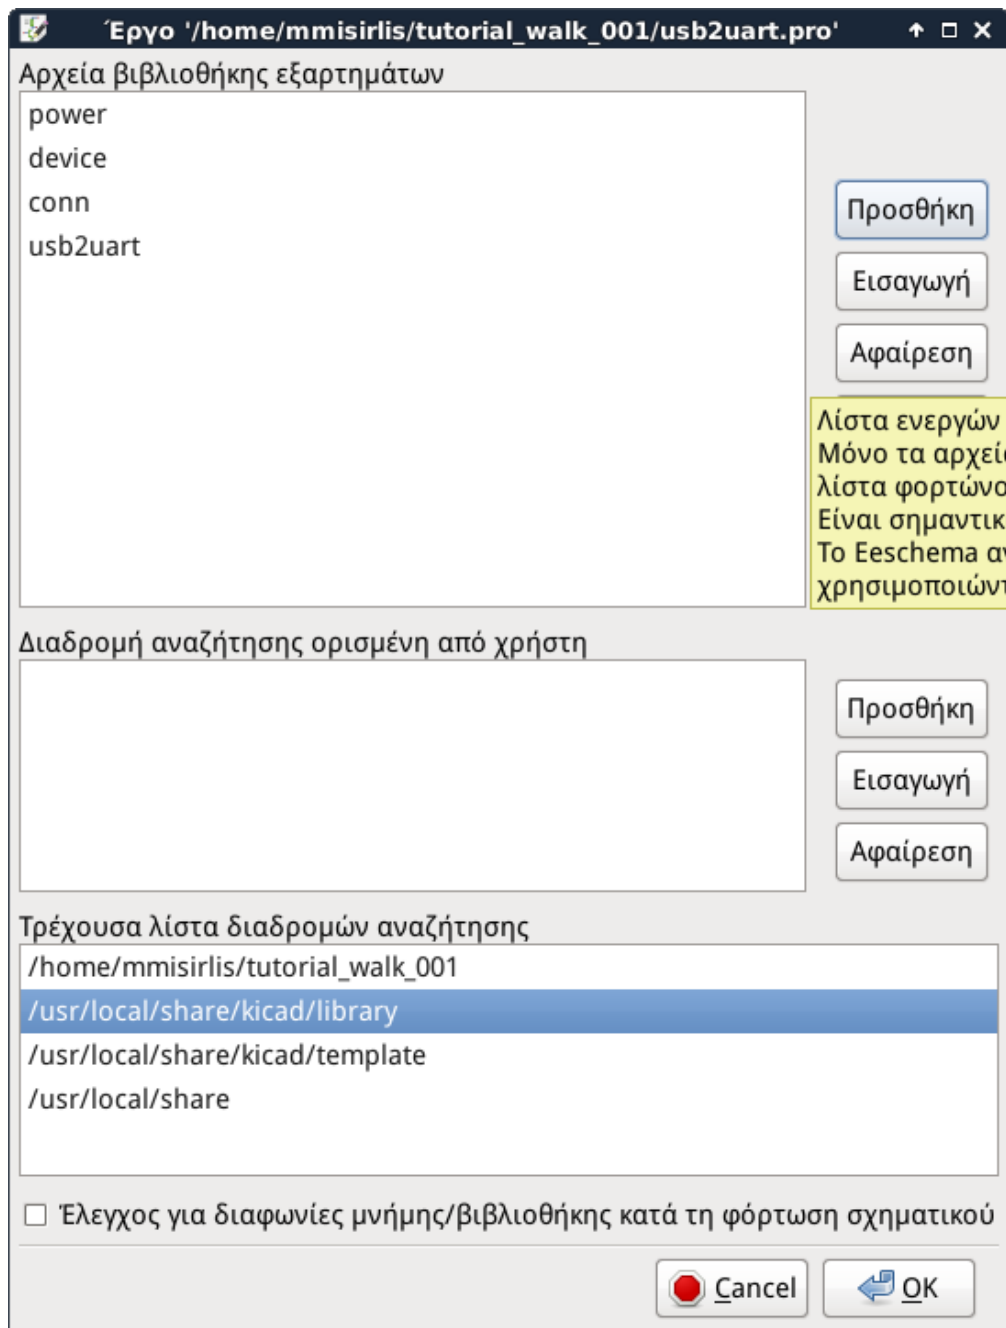 Έργο '/home/mmisirlis/tutorial_walk_001/usb2uart.pro'
Αρχεία βιβλιοθήκης εξαρτημάτων
power
device
conn
usb2uart
Προσθήκη
Εισαγωγή
Αφαίρεση
Λίστα ενεργών
Μόνο τα αρχεί
λίστα φορτώνο
Είναι σημαντικ
Το Eeschema αν
χρησιμοποιώντ
Διαδρομή αναζήτησης ορισμένη από χρήστη
Προσθήκη
Εισαγωγή
Αφαίρεση
Τρέχουσα λίστα διαδρομών αναζήτησης
/home/mmisirlis/tutorial_walk_001
/usr/local/share/kicad/library
/usr/local/share/kicad/template
/usr/local/share
Έλεγχος για διαφωνίες μνήμης/βιβλιοθήκης κατά τη φόρτωση σχηματικού
Cancel
OK